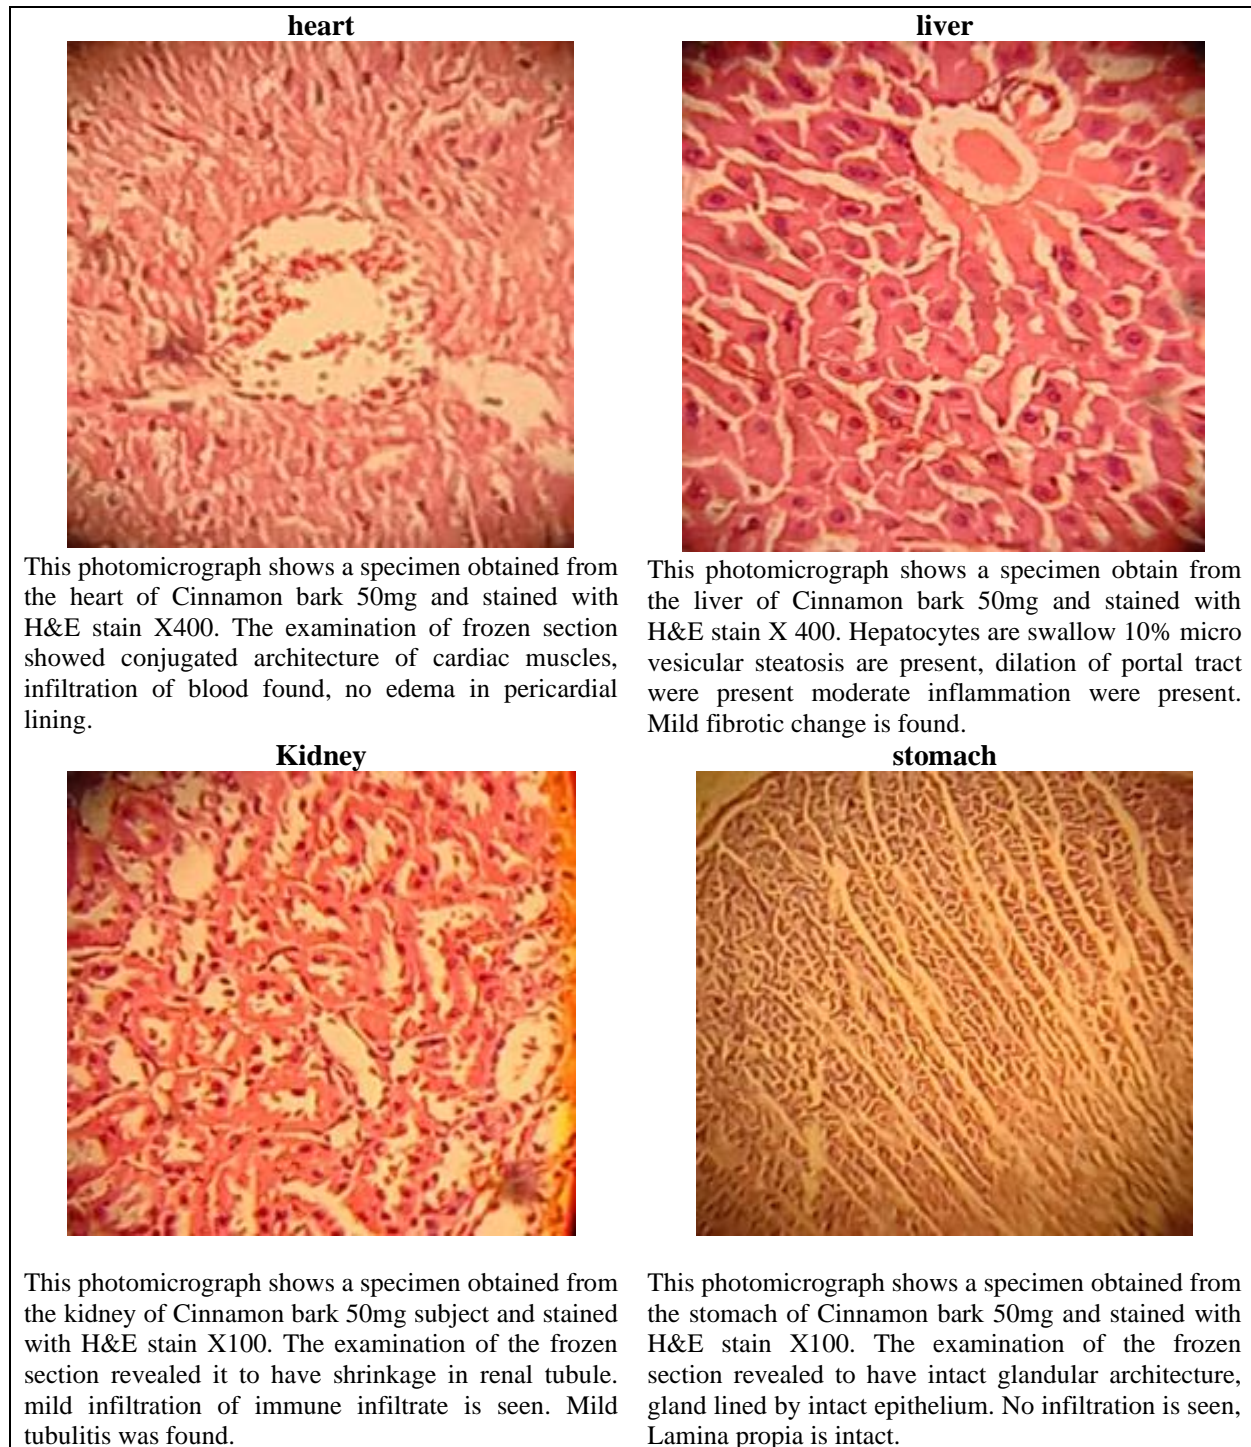 heart
This photomicrograph shows a specimen obtained from
the heart of Cinnamon bark 50mg and stained with
H&E stain X400. The examination of frozen section
showed conjugated architecture of cardiac muscles,
infiltration of blood found, no edema in pericardial
lining.
liver
This photomicrograph shows a specimen obtain from
the liver of Cinnamon bark 50mg and stained with
H&E stain X 400. Hepatocytes are swallow 10% micro
vesicular steatosis are present, dilation of portal tract
were present moderate inflammation were present.
Mild fibrotic change is found.
Kidney
This photomicrograph shows a specimen obtained from
the kidney of Cinnamon bark 50mg subject and stained
with H&E stain X100. The examination of the frozen
section revealed it to have shrinkage in renal tubule.
mild infiltration of immune infiltrate is seen. Mild
tubulitis was found.
stomach
This photomicrograph shows a specimen obtained from
the stomach of Cinnamon bark 50mg and stained with
H&E stain X100. The examination of the frozen
section revealed to have intact glandular architecture,
gland lined by intact epithelium. No infiltration is seen,
Lamina propia is intact.